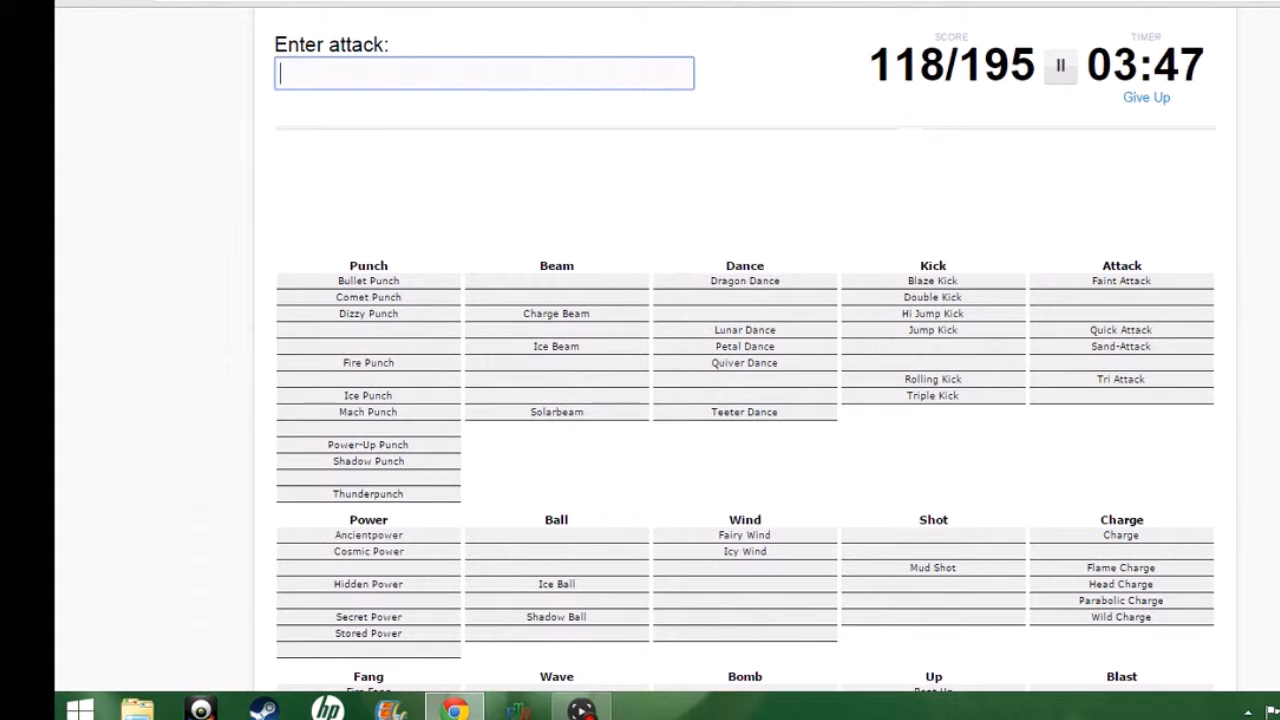 Enter attack:
SCORE
118/195
TIMER
03:47
Give Up
Punch Beam Dance Kick Attack
Bullet Punch Dragon Dance Blaze Kick Faint Attack
Comet Punch Double Kick
Dizzy Punch Charge Beam Hi Jump Kick
Lunar Dance Jump Kick Quick Attack
Ice Beam Petal Dance Sand-Attack
Fire Punch Quiver Dance
Rolling Kick Tri Attack
Ice Punch Triple Kick
Mach Punch Solarbeam Teeter Dance
Power-Up Punch
Shadow Punch
Thunderpunch
Power Ball Wind Shot Charge
Ancientpower Fairy Wind Charge
Cosmic Power Icy Wind
Mud Shot Flame Charge
Hidden Power Ice Ball Head Charge
Parabolic Charge
Secret Power Shadow Ball Wild Charge
Stored Power
Fang Wave Bomb Up Blast
hp